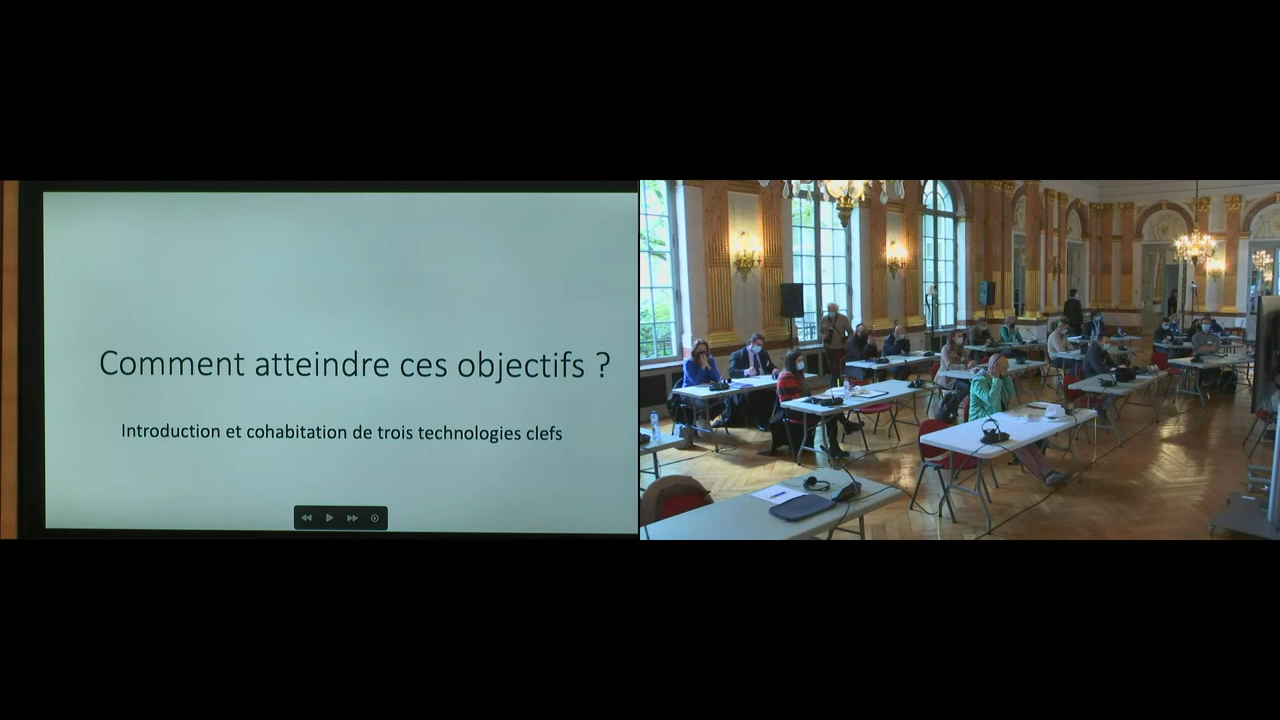 Comment atteindre ces objectifs ?
Introduction et cohabitation de trois technologies clefs